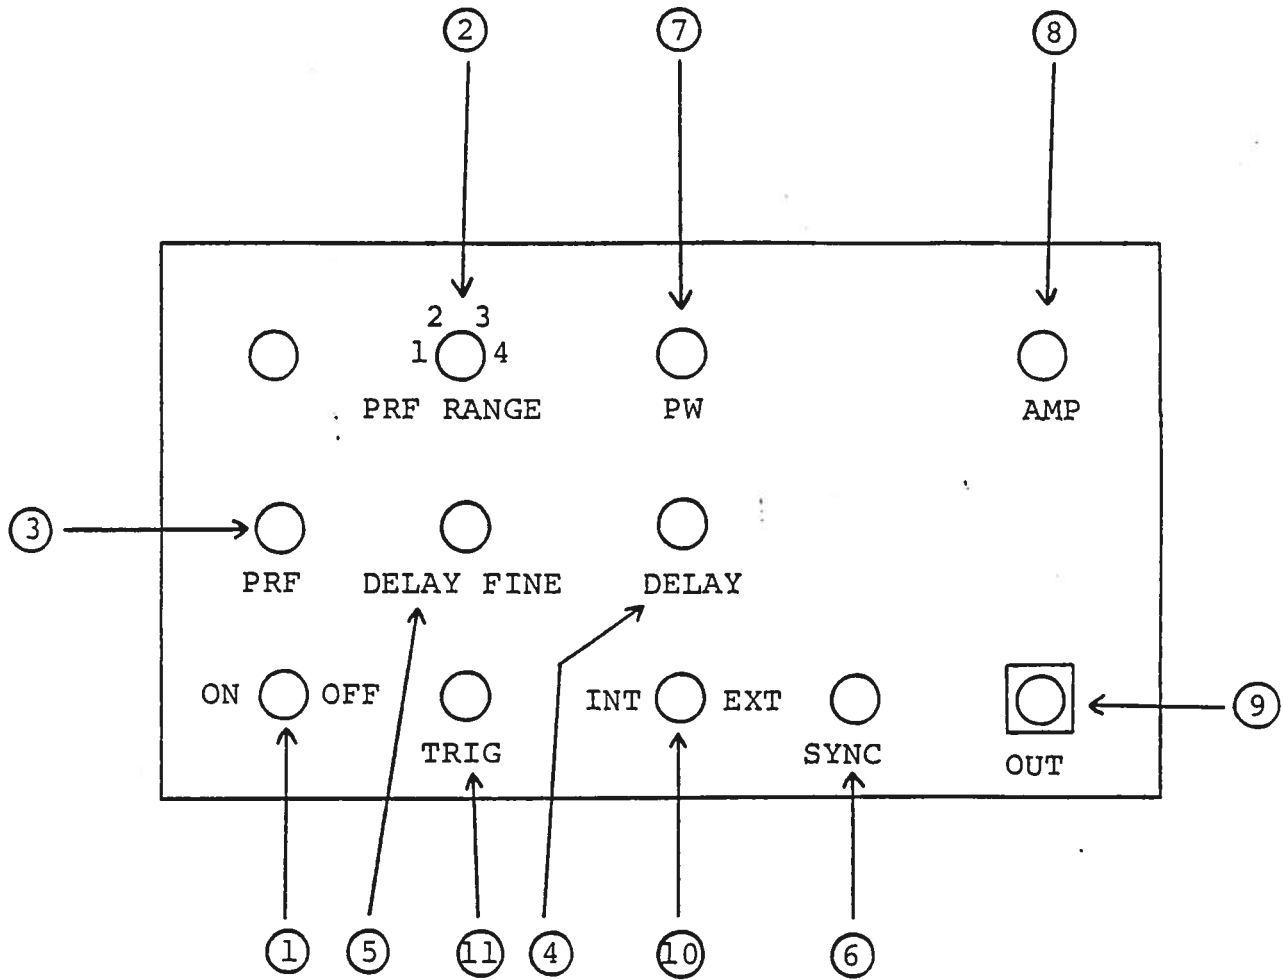 2 7 8
2 3
1 4
PRF RANGE PW AMP
3
PRF DELAY FINE DELAY
ON OFF INT EXT
9
TRIG SYNC OUT
1 5 11 4 10 6